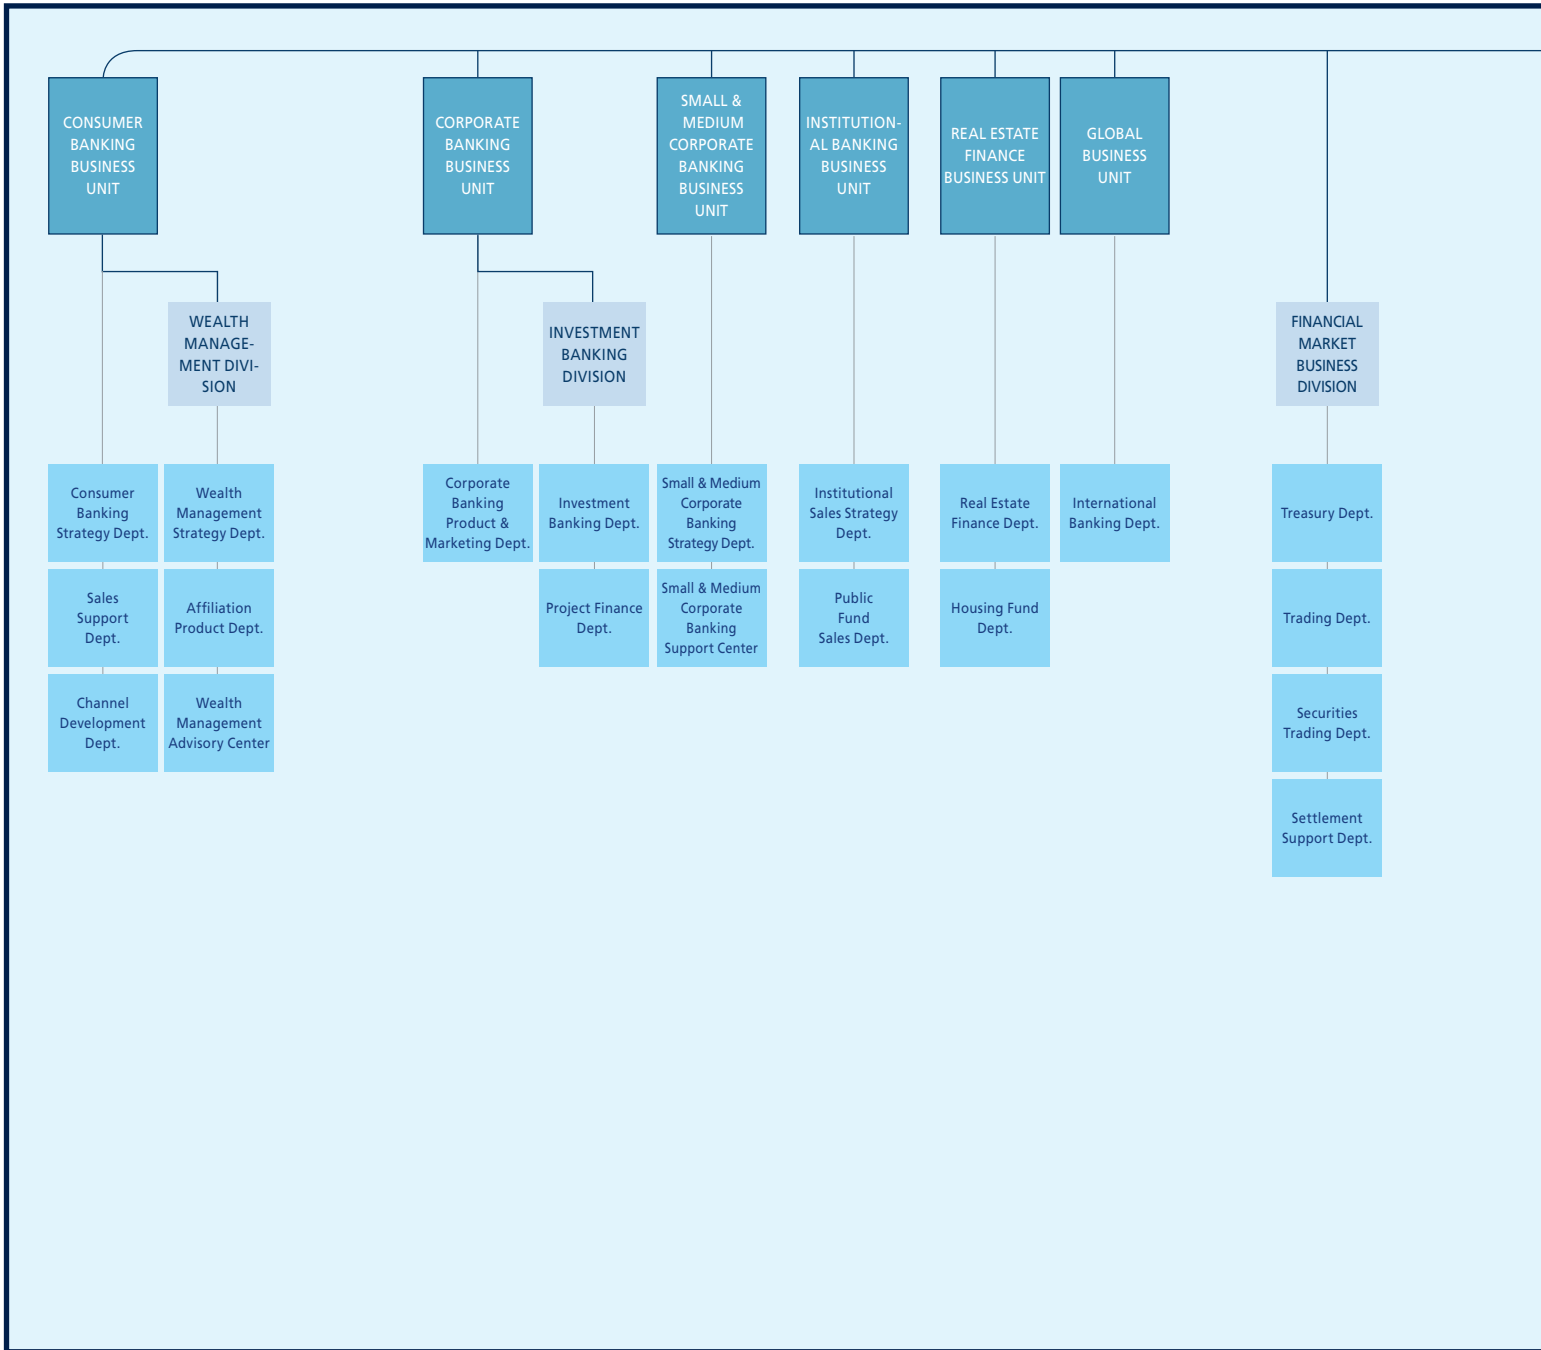 CONSUMER
BANKING
BUSINESS
UNIT
CORPORATE
BANKING
BUSINESS
UNIT
SMALL &
MEDIUM
CORPORATE
BANKING
BUSINESS
UNIT
INSTITUTION-
AL BANKING
BUSINESS
UNIT
REAL ESTATE
FINANCE
BUSINESS UNIT
GLOBAL
BUSINESS
UNIT
WEALTH
MANAGE-
MENT DIVI-
SION
INVESTMENT
BANKING
DIVISION
FINANCIAL
MARKET
BUSINESS
DIVISION
Consumer
Banking
Strategy Dept.
Wealth
Management
Strategy Dept.
Corporate
Banking
Product &
Marketing Dept.
Investment
Banking Dept.
Small & Medium
Corporate
Banking
Strategy Dept.
Institutional
Sales Strategy
Dept.
Real Estate
Finance Dept.
International
Banking Dept.
Treasury Dept.
Sales
Support
Dept.
Affiliation
Product Dept.
Project Finance
Dept.
Small & Medium
Corporate
Banking
Support Center
Public
Fund
Sales Dept.
Housing Fund
Dept.
Trading Dept.
Channel
Development
Dept.
Wealth
Management
Advisory Center
Securities
Trading Dept.
Settlement
Support Dept.